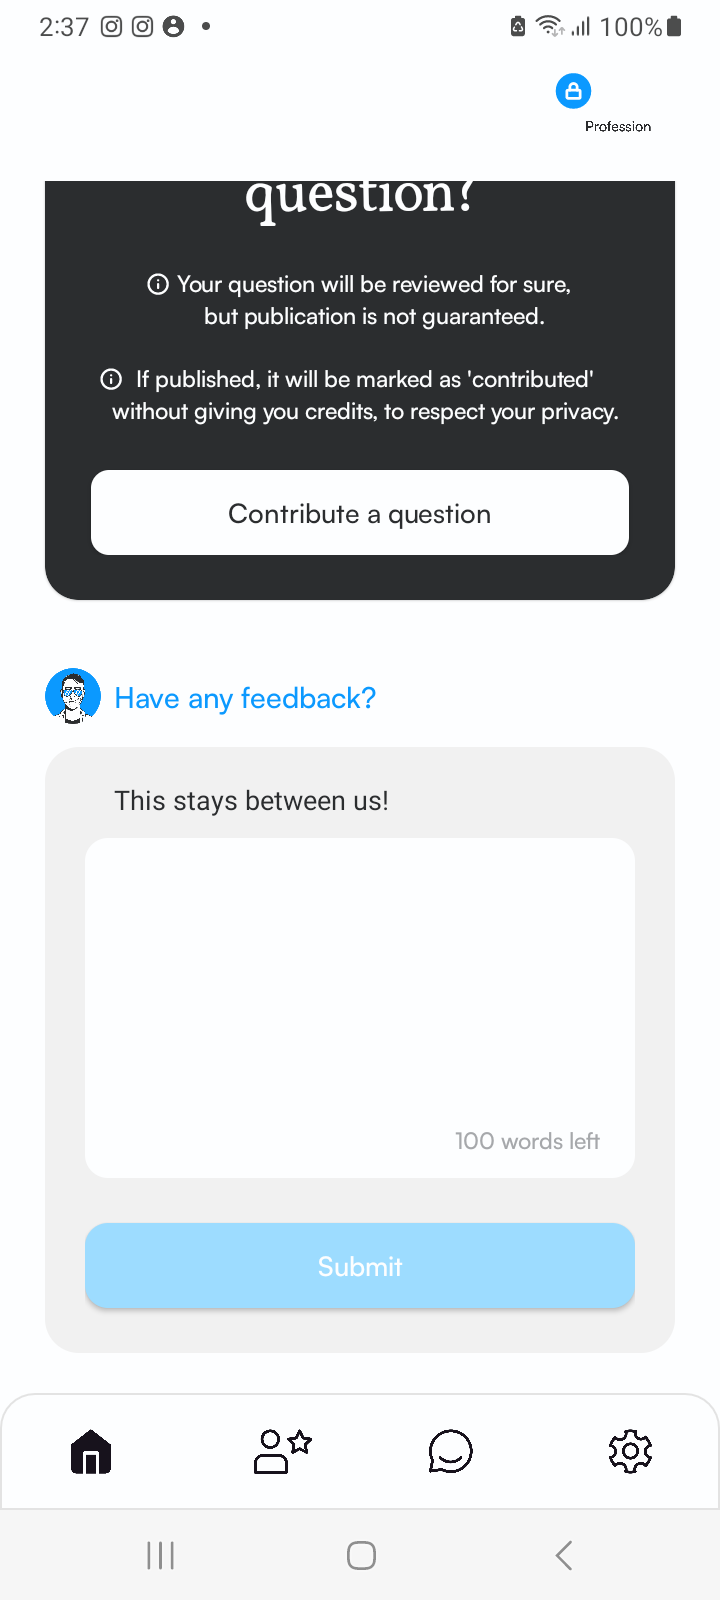 2:37
100%
Profession
question?
Your question will be reviewed for sure,
but publication is not guaranteed.
If published, it will be marked as 'contributed'
without giving you credits, to respect your privacy.
Contribute a question
Have any feedback?
This stays between us!
100 words left
Submit